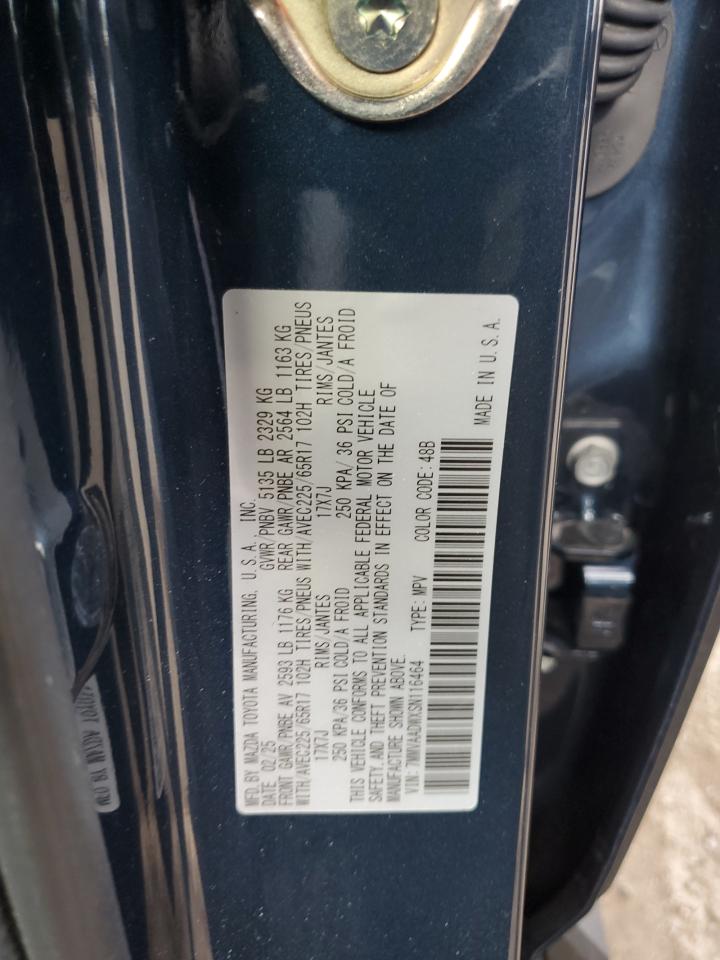 MFD. BY MAZDA TOYOTA MANUFACTURING, U.S.A., INC.
DATE 02/25 GVWR/PNBV 5135 LB 2329 KG
FRONT GAWR/PNBE AV 2593 LB 1176 KG REAR GAWR/PNBE AR 2564 LB 1163 KG
WITH/AVEC225/65R17 102H TIRES/PNEUS WITH/AVEC225/65R17 102H TIRES/PNEUS
17X7J RIMS/JANTES 17X7J RIMS/JANTES
250 KPA/36 PSI COLD/A FROID 250 KPA/36 PSI COLD/A FROID
THIS VEHICLE CONFORMS TO ALL APPLICABLE FEDERAL MOTOR VEHICLE
SAFETY,AND THEFT PREVENTION STANDARDS IN EFFECT ON THE DATE OF
MANUFACTURE SHOWN ABOVE.
VIN: 7MMVAADWXSN116464 TYPE: MPV COLOR CODE: 48B
MADE IN U.S.A.